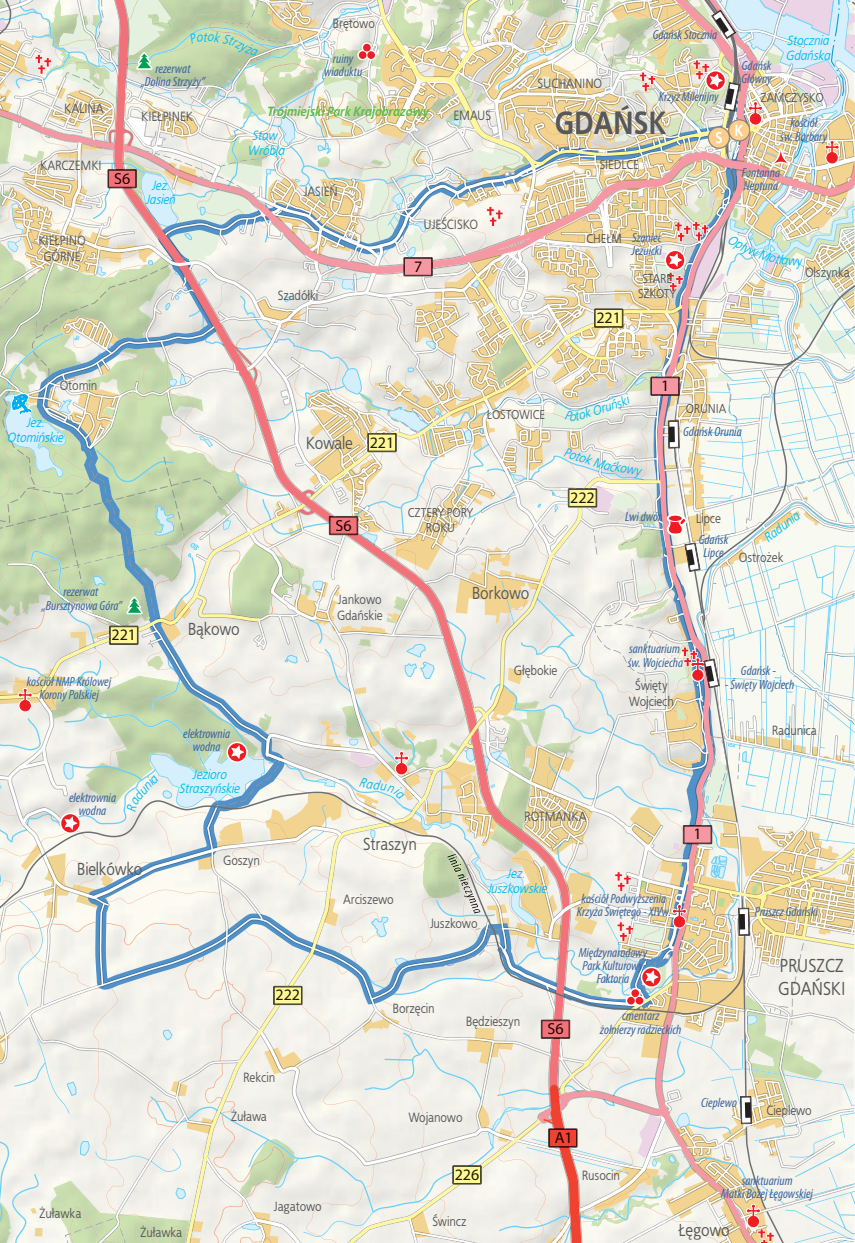 Brętowo
Potok Strzyża
Gdańsk Stocznia
Stocznia
Gdańska
ruiny
wiaduktu
rezerwat
„Dolina Strzyży”
Gdańsk
Główny
SUCHANINO
Krzyż Milenijny
ZAMCZYSKO
KALINA
KIEŁPINEK
Trójmiejski Park Krajobrazowy
EMAUS
GDAŃSK
kościół
św. Barbary
S
K
Staw
Wróbla
KARCZEMKI
SIEDLCE
Fontanna
Neptuna
S6
Jez.
Jasień
JASIEŃ
UJEŚCISKO
KIEŁPINO
GÓRNE
CHEŁM
Szaniec
Jezuicki
Opływ Motławy
7
Olszynka
STARE
SZKOTY
Szadółki
221
Otomin
1
ŁOSTOWICE
Potok Oruński
ORUNIA
Jez.
Otomińskie
Kowale
221
Gdańsk Orunia
Potok Maćkowy
222
CZTERY PORY
ROKU
S6
Lwi dwór
Lipce
Radunia
Gdańsk
Lipce
Ostrożek
rezerwat
„Bursztynowa Góra”
Jankowo
Gdańskie
Borkowo
221
Bąkowo
sanktuarium
św. Wojciecha
Głębokie
Gdańsk -
- Święty Wojciech
kościół NMP Królowej
Korony Polskiej
Święty
Wojciech
elektrownia
wodna
Radunica
Jezioro
Straszyńskie
Radunia
Radunia
elektrownia
wodna
ROTMANKA
1
Straszyn
Goszyn
Bielkówko
linia nieczynna
Jez.
Juszkowskie
Arciszewo
kościół Podwyższenia
Krzyża Świętego - XIVw.
Pruszcz Gdański
Juszkowo
Międzynarodowy
Park Kulturowy
Faktoria
PRUSZCZ
GDAŃSKI
222
Borzęcin
Będzieszyn
S6
cmentarz
żołnierzy radzieckich
Rekcin
Żuława
Wojanowo
Cieplewo
Cieplewo
A1
226
Rusocin
sanktuarium
Matki Bożej Łęgowskiej
Jagatowo
Żuławka
Żuławka
Świńcz
Łęgowo